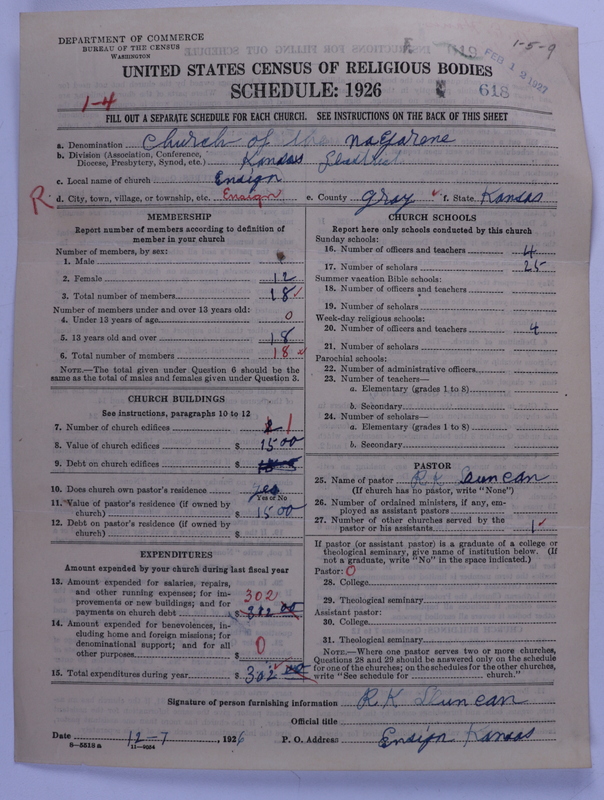 DEPARTMENT OF COMMERCE
BUREAU OF THE CENSUS
WASHINGTON
1-5-9
FEB 12 1927
UNITED STATES CENSUS OF RELIGIOUS BODIES
SCHEDULE: 1926
618
1-4
FILL OUT A SEPARATE SCHEDULE FOR EACH CHURCH. SEE INSTRUCTIONS ON THE BACK OF THIS SHEET
a. Denomination Church of the Nazarene
b. Division (Association, Conference, Diocese, Presbytery, Synod, etc.) Kansas District
c. Local name of church Ensign
R.
d. City, town, village, or township, etc. Ensign e. County Gray f. State Kansas
MEMBERSHIP
Report number of members according to definition of
member in your church
Number of members, by sex:
1. Male
2. Female 12
3. Total number of members 18
Number of members under and over 13 years old:
4. Under 13 years of age 0
5. 13 years old and over 18
6. Total number of members 18
NOTE.—The total given under Question 6 should be the
same as the total of males and females given under Question 3.
CHURCH BUILDINGS
See instructions, paragraphs 10 to 12
7. Number of church edifices 1
8. Value of church edifices $ 1500
9. Debt on church edifices $
10. Does church own pastor's residence yes
Yes or No
11. Value of pastor's residence (if owned by
church) $ 1500
12. Debt on pastor's residence (if owned by
church) $
EXPENDITURES
Amount expended by your church during last fiscal year
13. Amount expended for salaries, repairs,
and other running expenses; for im-
provements or new buildings; and for
payments on church debt $ 302 00
302
14. Amount expended for benevolences, in-
cluding home and foreign missions; for
denominational support; and for all
other purposes $ 0
15. Total expenditures during year $ 302
CHURCH SCHOOLS
Report here only schools conducted by this church
Sunday schools:
16. Number of officers and teachers 4
17. Number of scholars 25
Summer vacation Bible schools:
18. Number of officers and teachers
19. Number of scholars
Week-day religious schools:
20. Number of officers and teachers 4
21. Number of scholars
Parochial schools:
22. Number of administrative officers
23. Number of teachers—
a. Elementary (grades 1 to 8)
b. Secondary
24. Number of scholars—
a. Elementary (grades 1 to 8)
b. Secondary
PASTOR
25. Name of pastor R K Duncan
(If church has no pastor, write "None")
26. Number of ordained ministers, if any, em-
ployed as assistant pastors
27. Number of other churches served by the
pastor or his assistants 1
If pastor (or assistant pastor) is a graduate of a college or
theological seminary, give name of institution below. (If
not a graduate, write "No" in the space indicated.)
Pastor: 0
28. College
29. Theological seminary
Assistant pastor:
30. College
31. Theological seminary
NOTE.—Where one pastor serves two or more churches,
Questions 28 and 29 should be answered only on the schedule
for one of the churches; on the schedules for the other churches,
write "See schedule for church."
Signature of person furnishing information R K Duncan
Official title
Date 12-7, 1926 P. O. Address Ensign Kansas
8—5518 a 11—9024